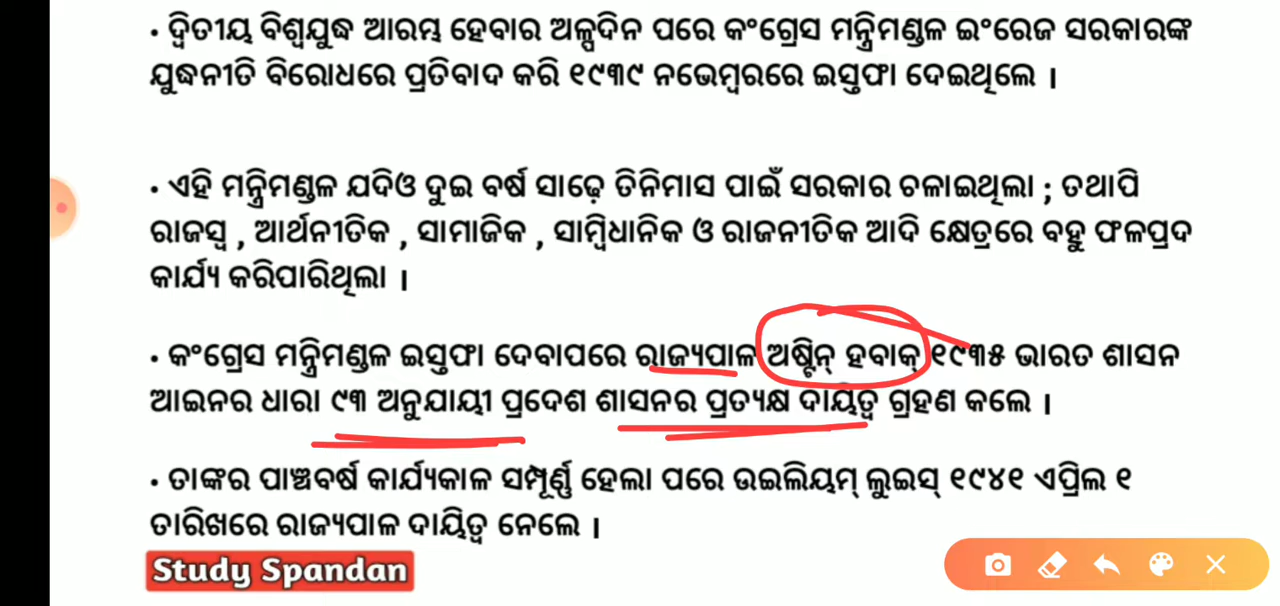 • ଦ୍ୱିତୀୟ ବିଶ୍ୱଯୁଦ୍ଧ ଆରମ୍ଭ ହେବାର ଅଳ୍ପଦିନ ପରେ କଂଗ୍ରେସ ମନ୍ତ୍ରିମଣ୍ଡଳ ଇଂରେଜ ସରକାରଙ୍କ
ଯୁଦ୍ଧନୀତି ବିରୋଧରେ ପ୍ରତିବାଦ କରି ୧୯୩୯ ନଭେମ୍ବରରେ ଇସ୍ତଫା ଦେଇଥିଲେ ।
• ଏହି ମନ୍ତ୍ରିମଣ୍ଡଳ ଯଦିଓ ଦୁଇ ବର୍ଷ ସାଢ଼େ ତିନିମାସ ପାଇଁ ସରକାର ଚଳାଇଥିଲା ; ତଥାପି
ରାଜସ୍ୱ , ଆର୍ଥନୀତିକ , ସାମାଜିକ , ସାମ୍ବିଧାନିକ ଓ ରାଜନୀତିକ ଆଦି କ୍ଷେତ୍ରରେ ବହୁ ଫଳପ୍ରଦ
କାର୍ଯ୍ୟ କରିପାରିଥିଲା ।
• କଂଗ୍ରେସ ମନ୍ତ୍ରିମଣ୍ଡଳ ଇସ୍ତଫା ଦେବାପରେ ରାଜ୍ୟପାଳ ଅଷ୍ଟିନ୍ ହବାକ୍ ୧୯୩୫ ଭାରତ ଶାସନ
ଆଇନର ଧାରା ୯୩ ଅନୁଯାୟୀ ପ୍ରଦେଶ ଶାସନର ପ୍ରତ୍ୟକ୍ଷ ଦାୟିତ୍ୱ ଗ୍ରହଣ କଲେ ।
• ତାଙ୍କର ପାଞ୍ଚବର୍ଷ କାର୍ଯ୍ୟକାଳ ସମ୍ପୂର୍ଣ୍ଣ ହେଲା ପରେ ଉଇଲିୟମ୍ ଲୁଇସ୍ ୧୯୪୧ ଏପ୍ରିଲ ୧
ତାରିଖରେ ରାଜ୍ୟପାଳ ଦାୟିତ୍ୱ ନେଲେ ।
Study Spandan